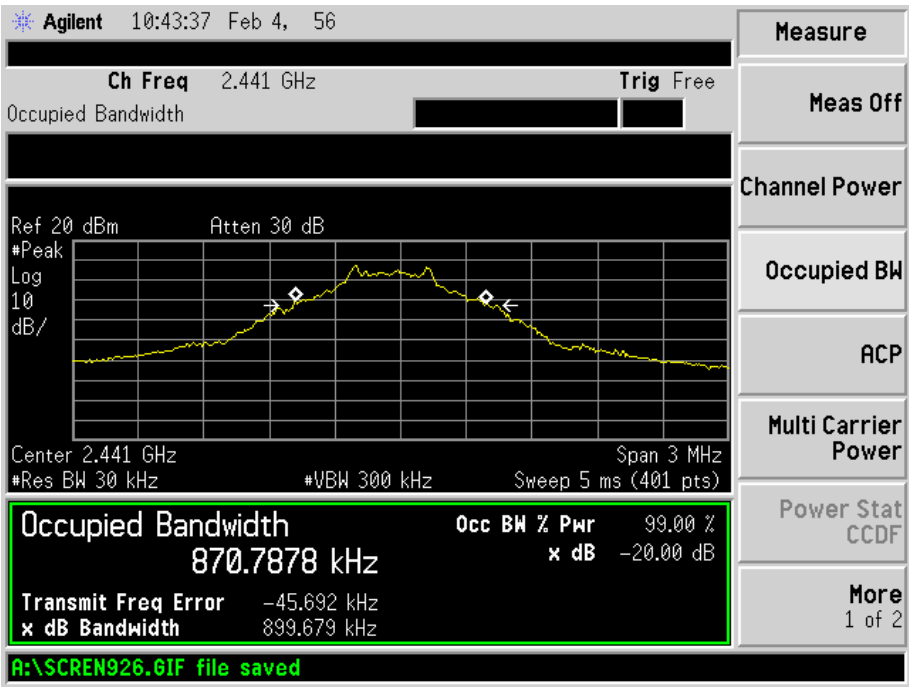 Agilent 10:43:37 Feb 4, 56
Measure
Ch Freq 2.441 GHz Trig Free
Occupied Bandwidth
Meas Off
Channel Power
Occupied BW
ACP
Multi Carrier
Power
Power Stat
CCDF
More
1 of 2
Ref 20 dBm Atten 30 dB
#Peak
Log
10
dB/
Center 2.441 GHz Span 3 MHz
#Res BW 30 kHz #VBW 300 kHz Sweep 5 ms (401 pts)
Occupied Bandwidth Occ BW % Pwr 99.00 %
870.7878 kHz x dB -20.00 dB
Transmit Freq Error -45.692 kHz
x dB Bandwidth 899.679 kHz
A:\SCREN926.GIF file saved